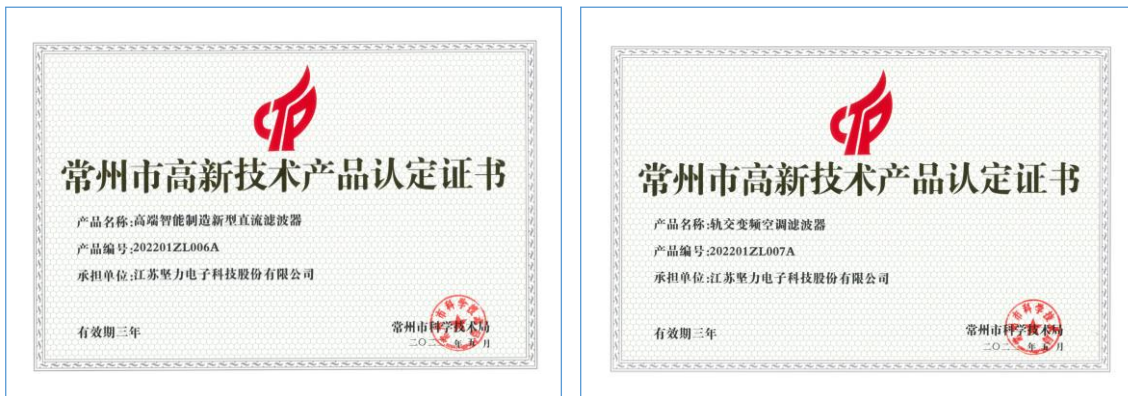 常州市高新技术产品认定证书
产品名称:高端智能制造新型直流滤波器
产品编号:202201ZL006A
承担单位:江苏坚力电子科技股份有限公司
有效期三年
常州市科学技术局
常州市高新技术产品认定证书
产品名称:轨交变频空调滤波器
产品编号:202201ZL007A
承担单位:江苏坚力电子科技股份有限公司
有效期三年
常州市科学技术局